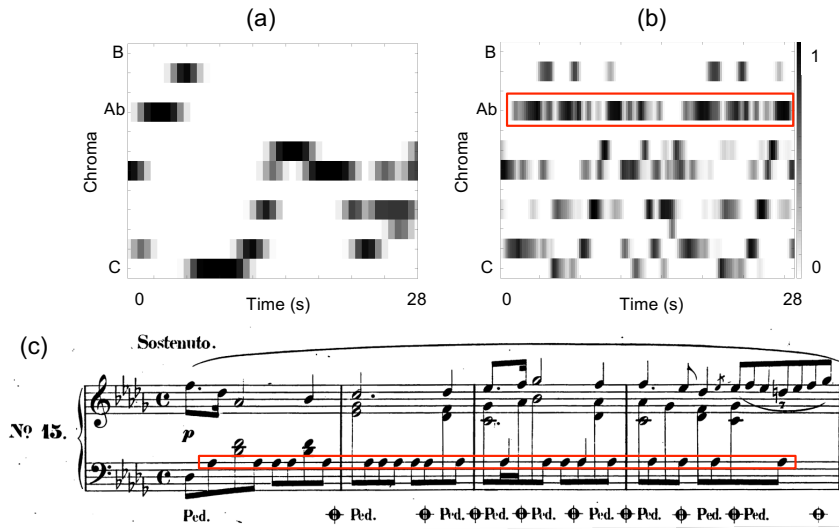 (a)
B
Ab
Chroma
C
0
Time (s)
28
(b)
B
Ab
Chroma
C
0
Time (s)
28
1
0
(c)
Sostenuto.
Nº 15.
p
7
Ped. Ped. Ped. Ped. Ped. Ped. Ped. Ped. Ped.